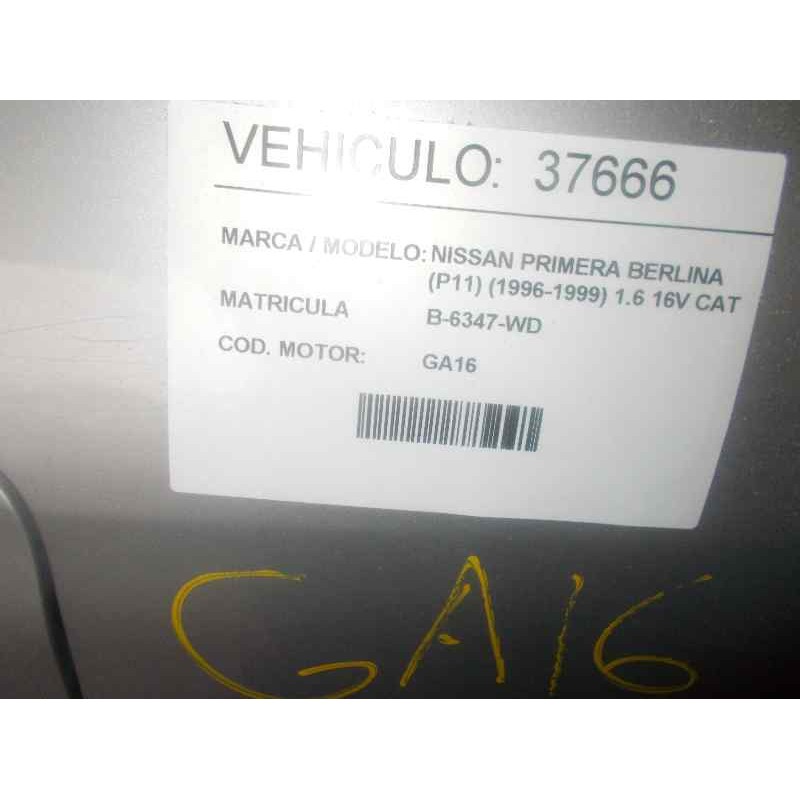 VEHICULO: 37666
MARCA / MODELO: NISSAN PRIMERA BERLINA
(P11) (1996-1999) 1.6 16V CAT
MATRICULA B-6347-WD
COD. MOTOR: GA16
GA16